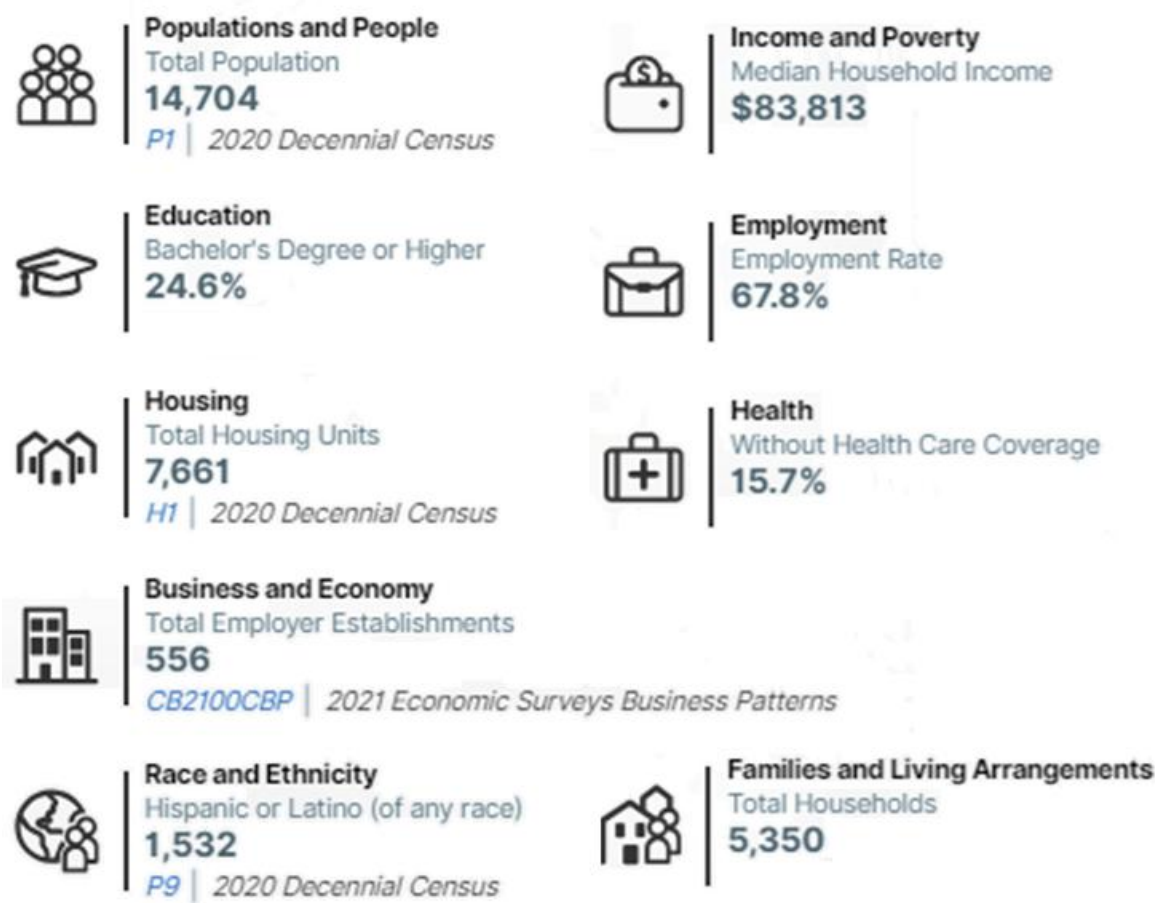 Populations and People
Total Population
14,704
P1 | 2020 Decennial Census
Income and Poverty
Median Household Income
$83,813
Education
Bachelor's Degree or Higher
24.6%
Employment
Employment Rate
67.8%
Housing
Total Housing Units
7,661
H1 | 2020 Decennial Census
Health
Without Health Care Coverage
15.7%
Business and Economy
Total Employer Establishments
556
CB2100CBP | 2021 Economic Surveys Business Patterns
Race and Ethnicity
Hispanic or Latino (of any race)
1,532
P9 | 2020 Decennial Census
Families and Living Arrangements
Total Households
5,350